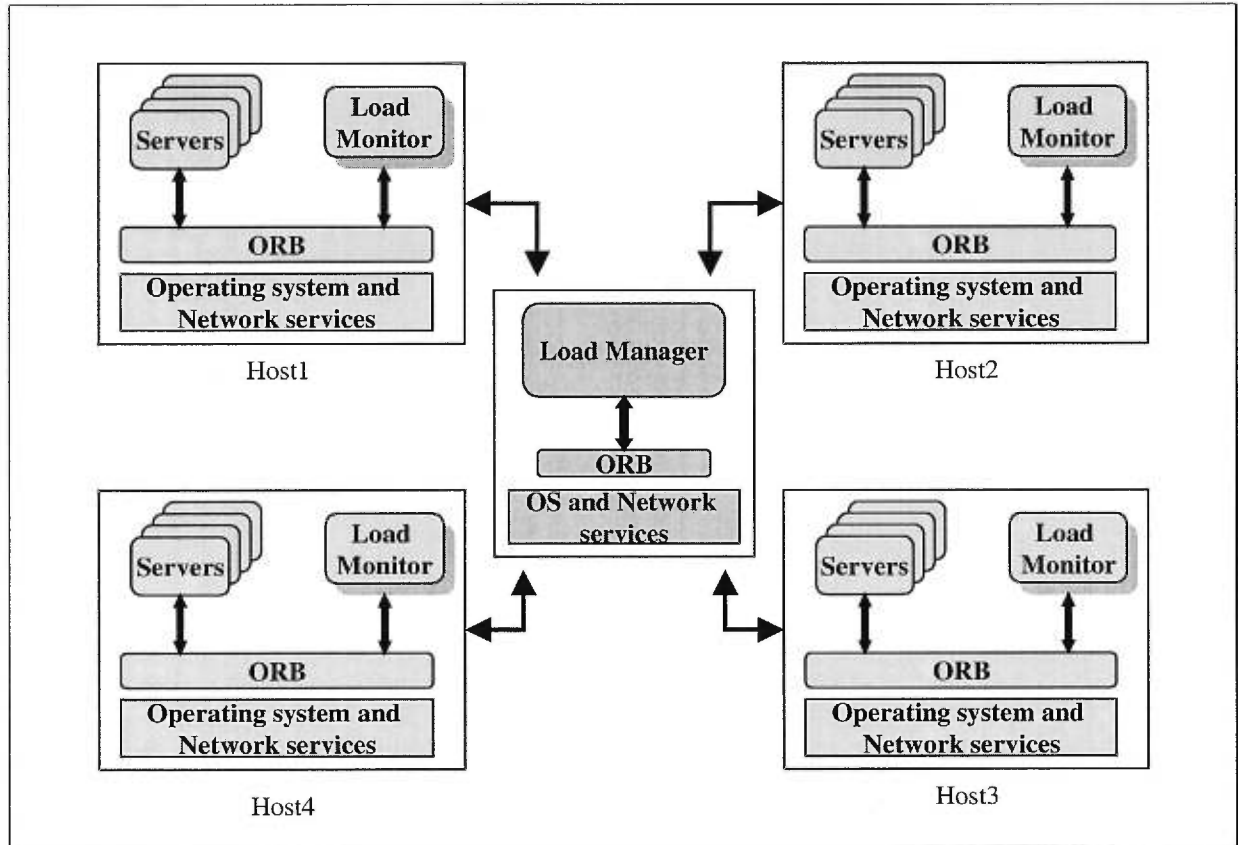 Servers
Load
Monitor
ORB
Operating system and
Network services
Host1
Servers
Load
Monitor
ORB
Operating system and
Network services
Host2
Load Manager
ORB
OS and Network
services
Servers
Load
Monitor
ORB
Operating system and
Network services
Host4
Servers
Load
Monitor
ORB
Operating system and
Network services
Host3